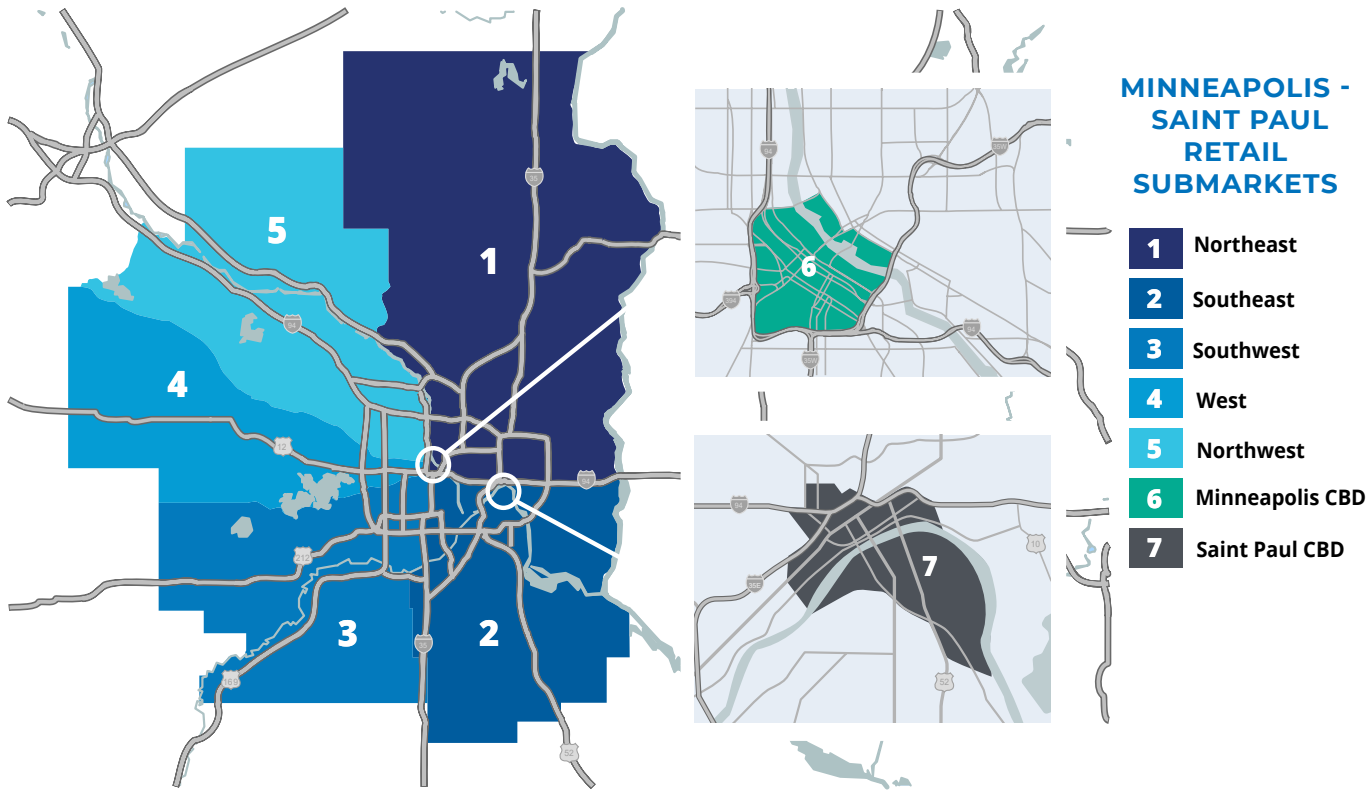 MINNEAPOLIS -
SAINT PAUL
RETAIL
SUBMARKETS
1 Northeast
2 Southeast
3 Southwest
4 West
5 Northwest
6 Minneapolis CBD
7 Saint Paul CBD
5
1
4
3
2
35
94
12
94
212
35
169
52
94
35W
6
394
94
35W
94
7
10
35E
52